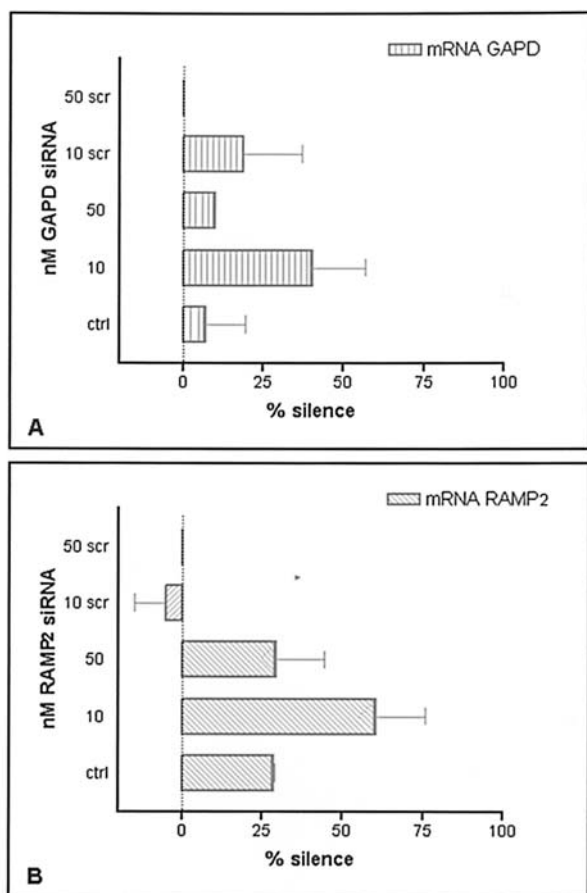 mRNA GAPD
nM GAPD siRNA
50 scr
10 scr
50
10
ctrl
0 25 50 75 100
% silence
A
mRNA RAMP2
nM RAMP2 siRNA
50 scr
10 scr
50
10
ctrl
0 25 50 75 100
% silence
B